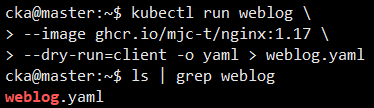 cka@master:~$ kubectl run weblog \
> --image ghcr.io/mjc-t/nginx:1.17 \
> --dry-run=client -o yaml > weblog.yaml
cka@master:~$ ls | grep weblog
weblog.yaml